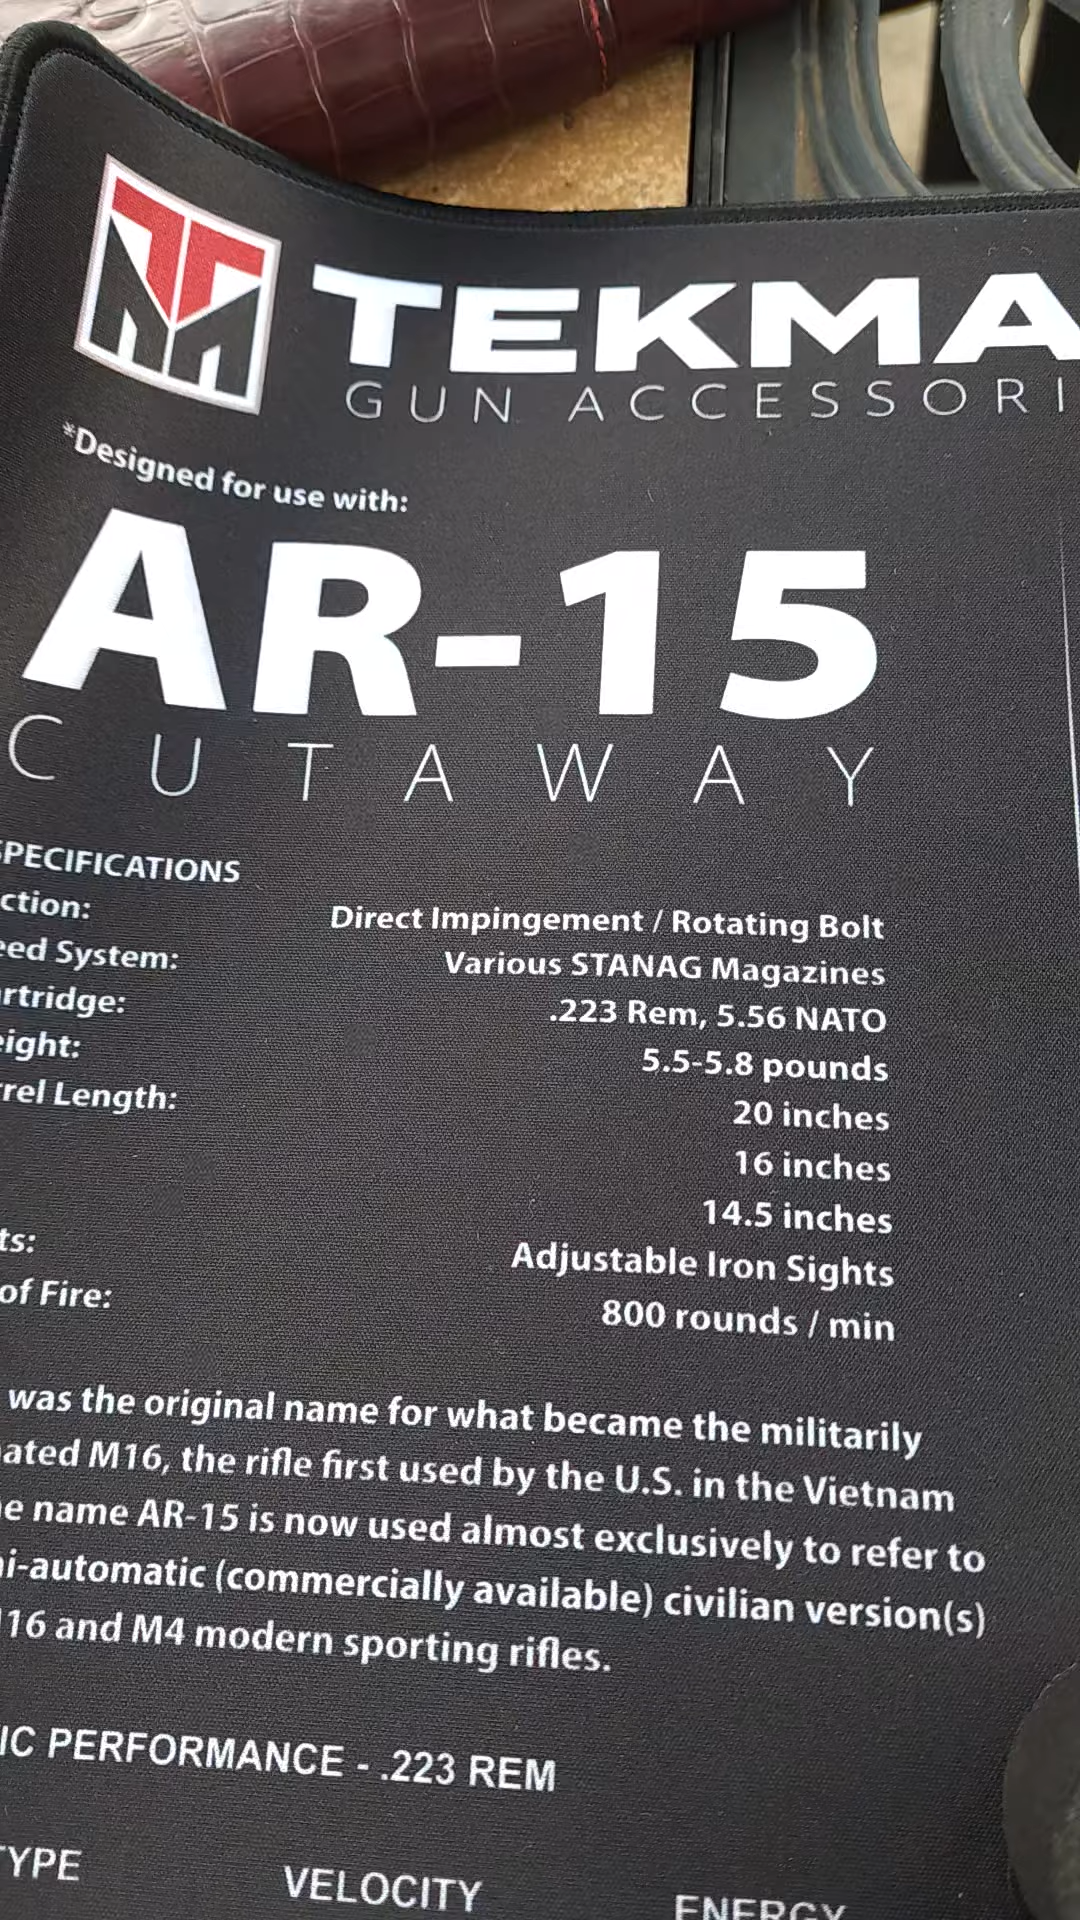 TEKMA
GUN ACCESSORI
*Designed for use with:
AR-15
CUTAWAY
SPECIFICATIONS
ction: Direct Impingement / Rotating Bolt
eed System: Various STANAG Magazines
artridge: .223 Rem, 5.56 NATO
eight: 5.5-5.8 pounds
rrel Length: 20 inches
16 inches
14.5 inches
ts: Adjustable Iron Sights
of Fire: 800 rounds / min
was the original name for what became the militarily
ated M16, the rifle first used by the U.S. in the Vietnam
e name AR-15 is now used almost exclusively to refer to
i-automatic (commercially available) civilian version(s)
16 and M4 modern sporting rifles.
IC PERFORMANCE - .223 REM
TYPE VELOCITY ENERGY